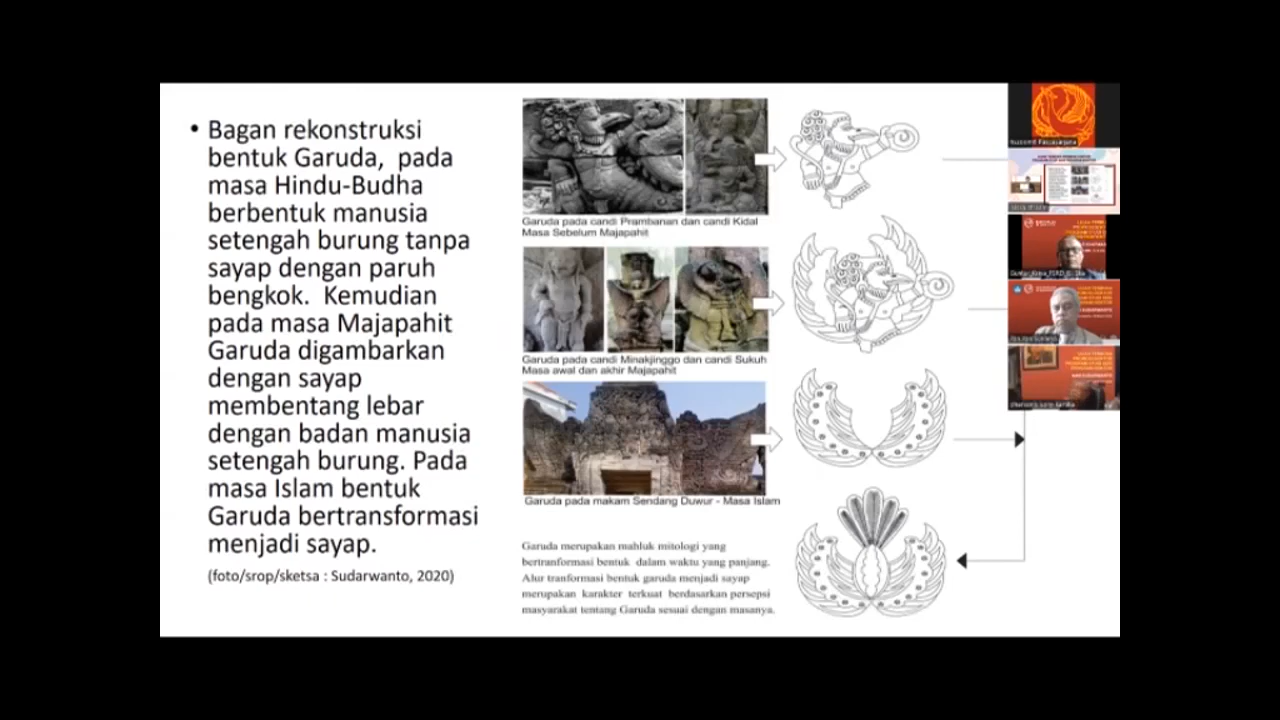 • Bagan rekonstruksi
bentuk Garuda, pada
masa Hindu-Budha
berbentuk manusia
setengah burung tanpa
sayap dengan paruh
bengkok. Kemudian
pada masa Majapahit
Garuda digambarkan
dengan sayap
membentang lebar
dengan badan manusia
setengah burung. Pada
masa Islam bentuk
Garuda bertransformasi
menjadi sayap.
(foto/srop/sketsa : Sudarwanto, 2020)
Garuda pada candi Prambanan dan candi Kidal
Masa Sebelum Majapahit
Garuda pada candi Minakjinggo dan candi Sukuh
Masa awal dan akhir Majapahit
Garuda pada makam Sendang Duwur - Masa Islam
Garuda merupakan mahluk mitologi yang
bertranformasi bentuk dalam waktu yang panjang.
Alur tranformasi bentuk garuda menjadi sayap
merupakan karakter terkuat berdasarkan persepsi
masyarakat tentang Garuda sesuai dengan masanya.